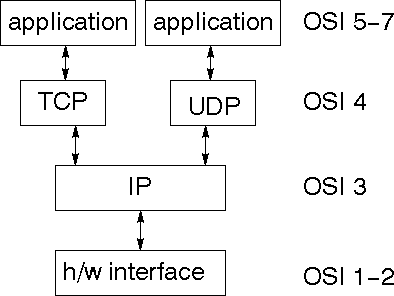 application application OSI 5-7
TCP UDP OSI 4
IP OSI 3
h/w interface OSI 1-2